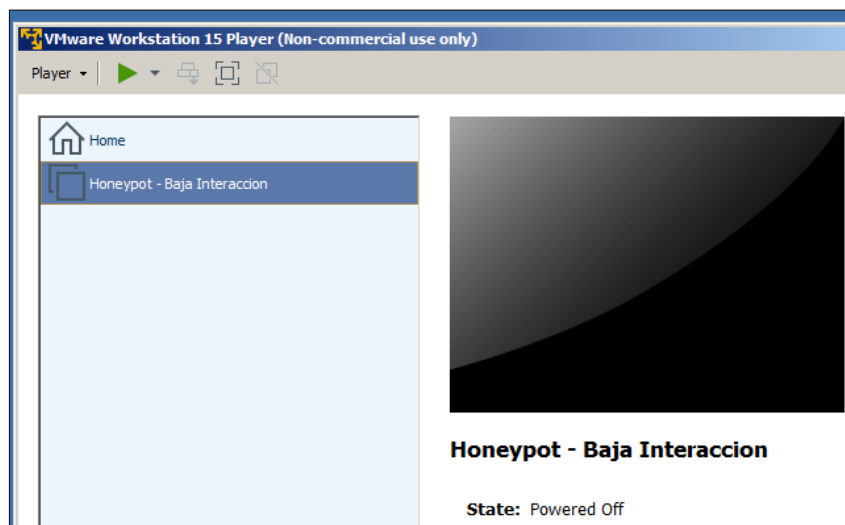 VMware Workstation 15 Player (Non-commercial use only)
Player
Home
Honeypot - Baja Interaccion
Honeypot - Baja Interaccion
State: Powered Off